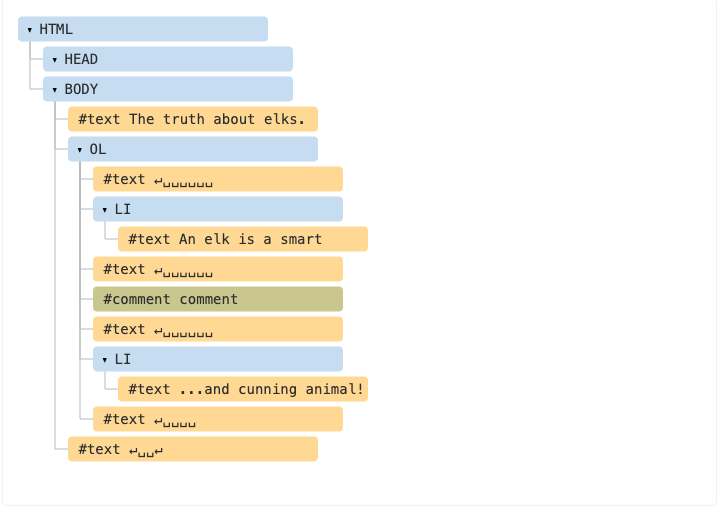 ▾ HTML
▾ HEAD
▾ BODY
#text The truth about elks.
▾ OL
#text ↵␣␣␣␣␣␣
▾ LI
#text An elk is a smart
#text ↵␣␣␣␣␣␣
#comment comment
#text ↵␣␣␣␣␣␣
▾ LI
#text ...and cunning animal!
#text ↵␣␣␣␣
#text ↵␣␣↵